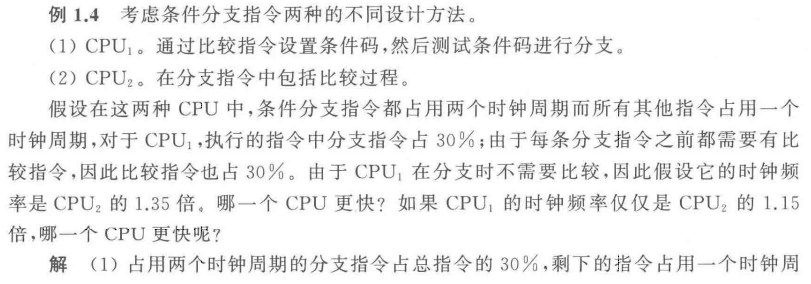 例 1.4 考虑条件分支指令两种的不同设计方法。
(1) CPU₁。通过比较指令设置条件码,然后测试条件码进行分支。
(2) CPU₂。在分支指令中包括比较过程。
假设在这两种 CPU 中,条件分支指令都占用两个时钟周期而所有其他指令占用一个
时钟周期,对于 CPU₁,执行的指令中分支指令占 30%;由于每条分支指令之前都需要有比
较指令,因此比较指令也占 30%。由于 CPU₁ 在分支时不需要比较,因此假设它的时钟频
率是 CPU₂ 的 1.35 倍。哪一个 CPU 更快? 如果 CPU₁ 的时钟频率仅仅是 CPU₂ 的 1.15
倍,哪一个 CPU 更快呢?
解 (1) 占用两个时钟周期的分支指令占总指令的 30%,剩下的指令占用一个时钟周